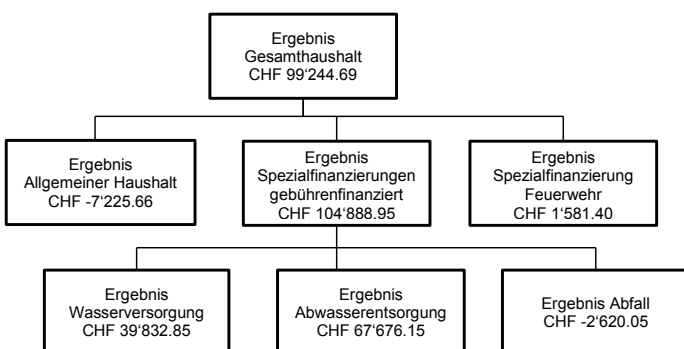 Ergebnis
Gesamthaushalt
CHF 99‘244.69
Ergebnis
Allgemeiner Haushalt
CHF -7‘225.66
Ergebnis
Spezialfinanzierungen
gebührenfinanziert
CHF 104‘888.95
Ergebnis
Spezialfinanzierung
Feuerwehr
CHF 1‘581.40
Ergebnis
Wasserversorgung
CHF 39‘832.85
Ergebnis
Abwasserentsorgung
CHF 67‘676.15
Ergebnis Abfall
CHF -2‘620.05